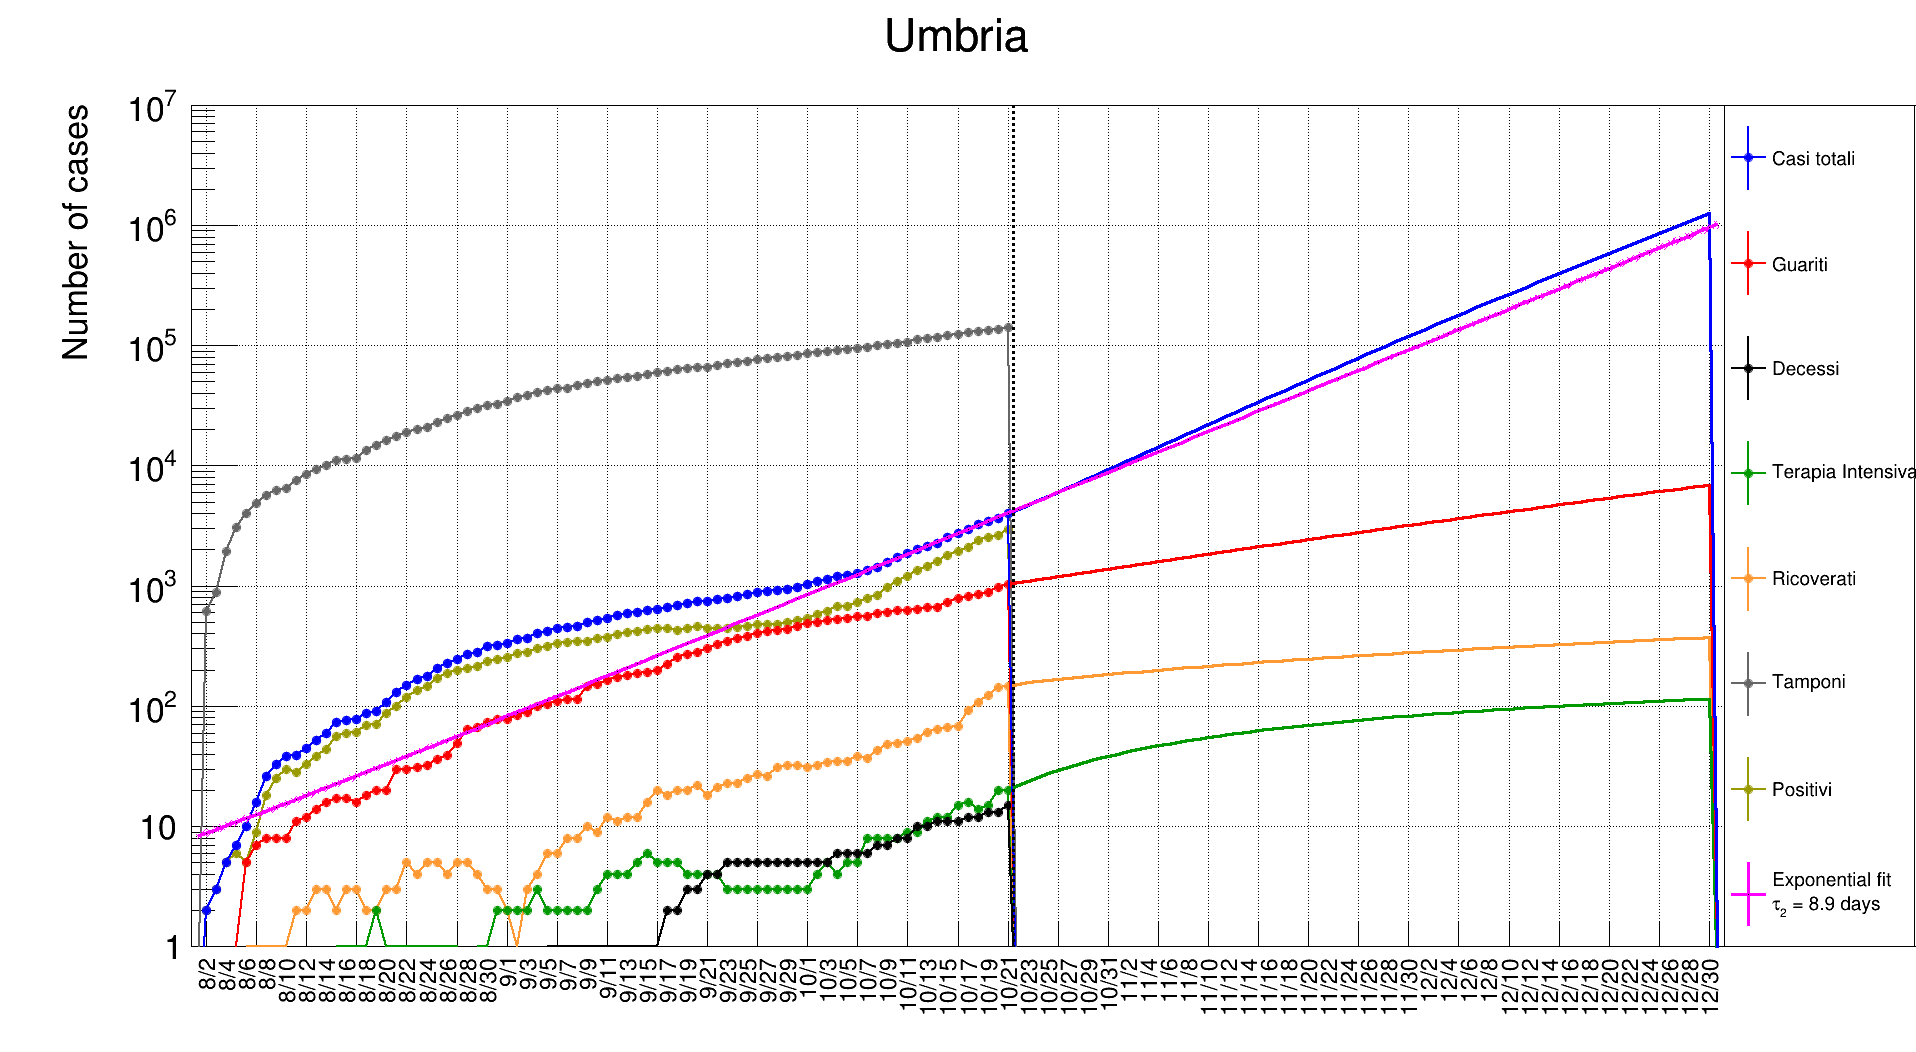 Umbria
Number of cases
10^7
10^6
10^5
10^4
10^3
10^2
10
1
8/2 8/4 8/6 8/8 8/10 8/12 8/14 8/16 8/18 8/20 8/22 8/24 8/26 8/28 8/30 9/1 9/3 9/5 9/7 9/9 9/11 9/13 9/15 9/17 9/19 9/21 9/23 9/25 9/27 9/29 10/1 10/3 10/5 10/7 10/9 10/11 10/13 10/15 10/17 10/19 10/21 10/23 10/25 10/27 10/29 10/31 11/2 11/4 11/6 11/8 11/10 11/12 11/14 11/16 11/18 11/20 11/22 11/24 11/26 11/28 11/30 12/2 12/4 12/6 12/8 12/10 12/12 12/14 12/16 12/18 12/20 12/22 12/24 12/26 12/28 12/30
Casi totali
Guariti
Decessi
Terapia Intensiva
Ricoverati
Tamponi
Positivi
Exponential fit
τ₂ = 8.9 days